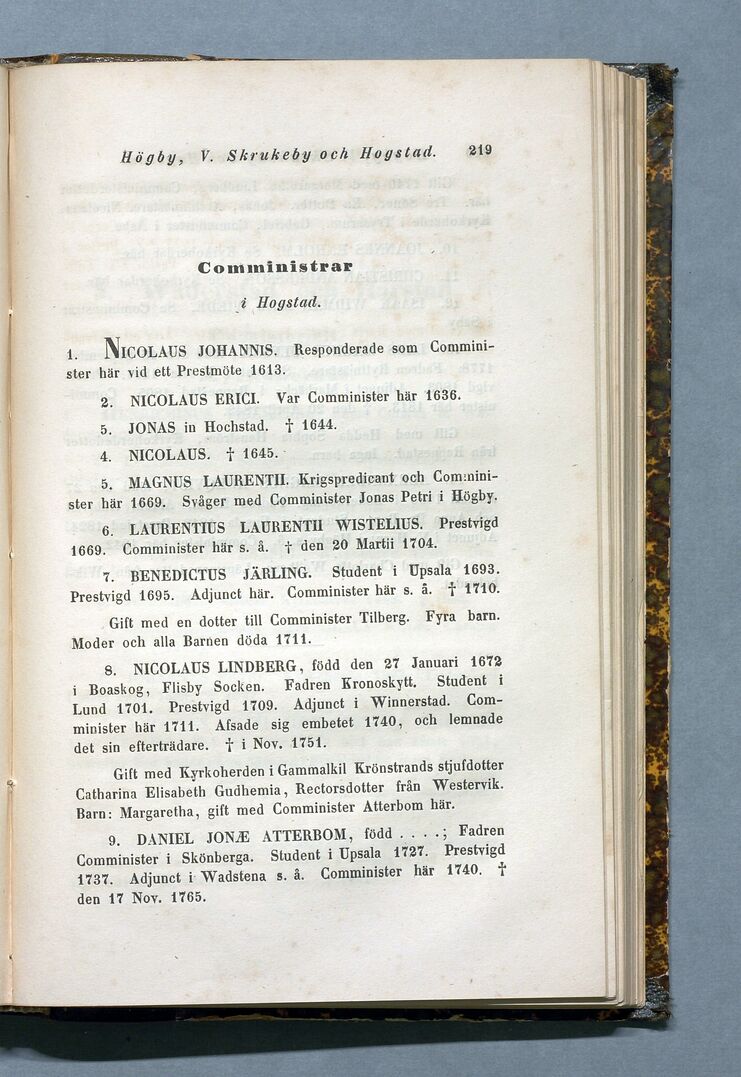 Högby, V. Skrukeby och Hogstad. 219
Comministrar
i Hogstad.
1. NICOLAUS JOHANNIS. Responderade som Commini-
ster här vid ett Prestmöte 1613.
2. NICOLAUS ERICI. Var Comminister här 1636.
5. JONAS in Hochstad. † 1644.
4. NICOLAUS. † 1645.
5. MAGNUS LAURENTII. Krigspredicant och Commini-
ster här 1669. Svåger med Comminister Jonas Petri i Högby.
6. LAURENTIUS LAURENTII WISTELIUS. Prestvigd
1669. Comminister här s. å. † den 20 Martii 1704.
7. BENEDICTUS JÄRLING. Student i Upsala 1693.
Prestvigd 1695. Adjunct här. Comminister här s. å. † 1710.
Gift med en dotter till Comminister Tilberg. Fyra barn.
Moder och alla Barnen döda 1711.
8. NICOLAUS LINDBERG, född den 27 Januari 1672
i Boaskog, Flisby Socken. Fadren Kronoskytt. Student i
Lund 1701. Prestvigd 1709. Adjunct i Winnerstad. Com-
minister här 1711. Afsade sig embetet 1740, och lemnade
det sin efterträdare. † i Nov. 1751.
Gift med Kyrkoherden i Gammalkil Krönstrands stjufdotter
Catharina Elisabeth Gudhemia, Rectorsdotter från Westervik.
Barn: Margaretha, gift med Comminister Atterbom här.
9. DANIEL JONÆ ATTERBOM, född . . . .; Fadren
Comminister i Skönberga. Student i Upsala 1727. Prestvigd
1737. Adjunct i Wadstena s. å. Comminister här 1740. †
den 17 Nov. 1765.